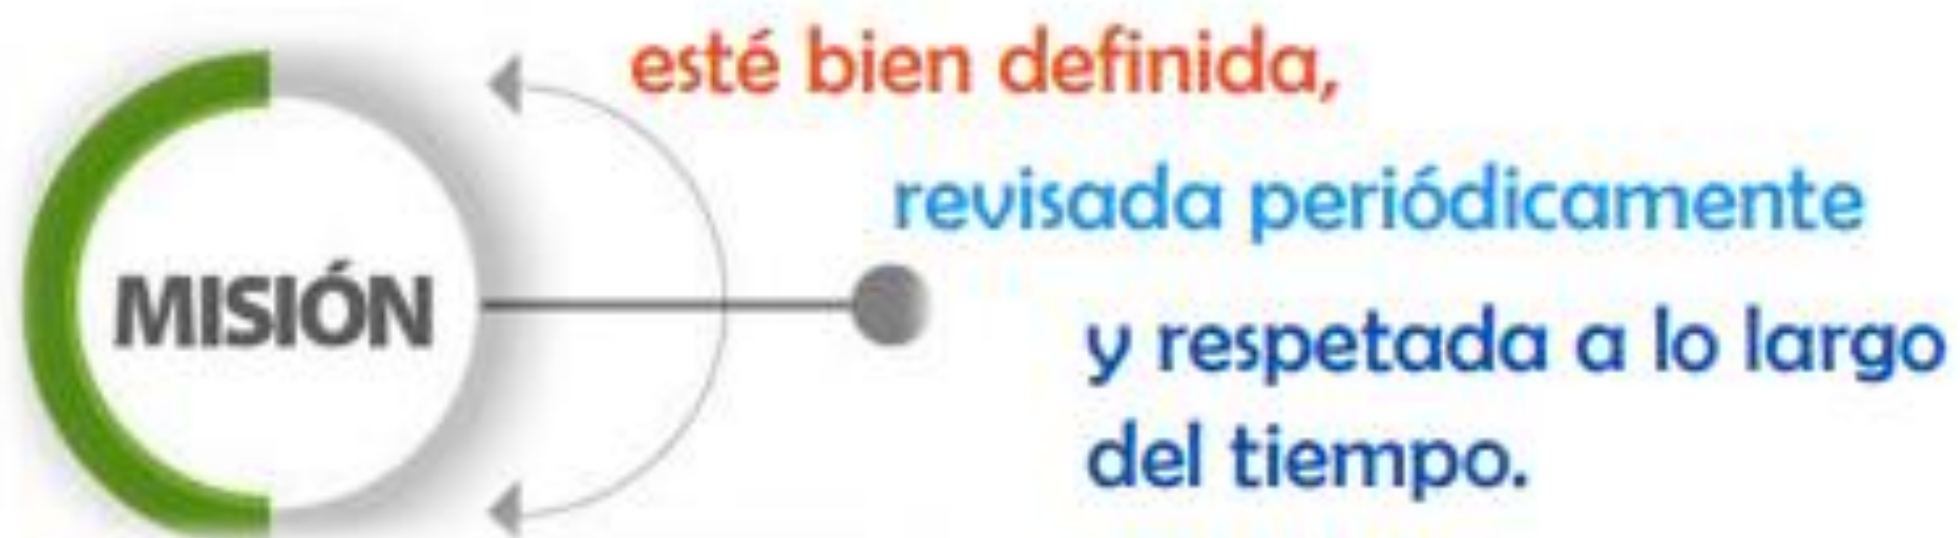 MISIÓN
esté bien definida,
revisada periódicamente
y respetada a lo largo
del tiempo.